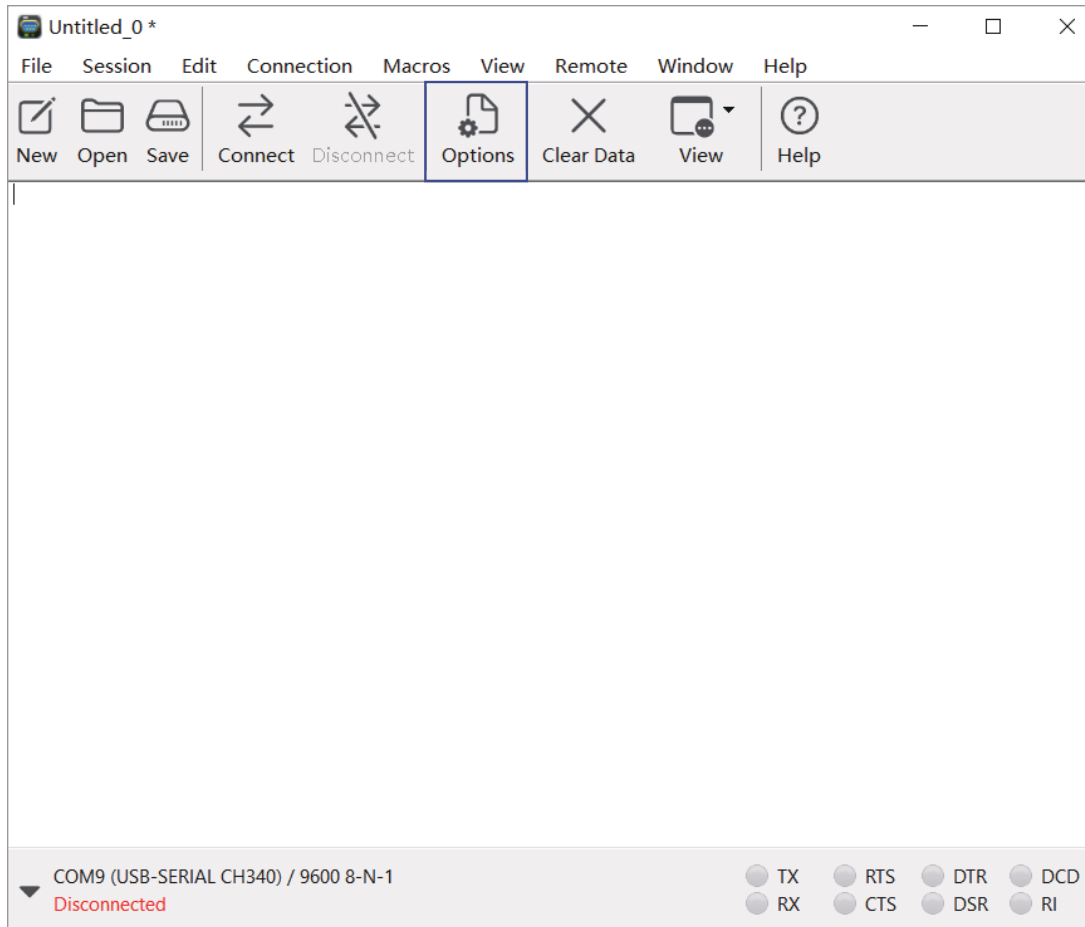 Untitled_0 *
File Session Edit Connection Macros View Remote Window Help
New Open Save Connect Disconnect Options Clear Data View Help
COM9 (USB-SERIAL CH340) / 9600 8-N-1
Disconnected
TX RTS DTR DCD
RX CTS DSR RI